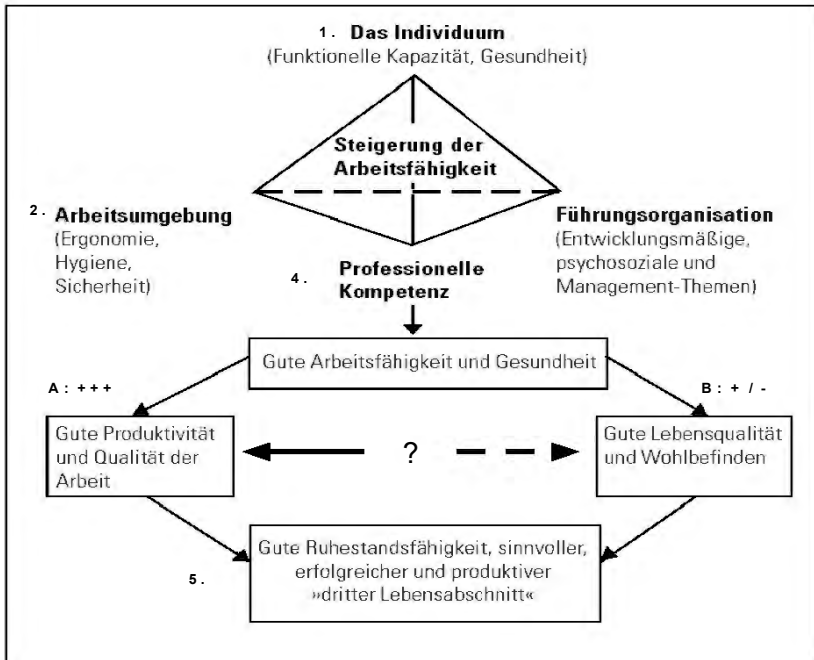 1. Das Individuum
(Funktionelle Kapazität, Gesundheit)
Steigerung der
Arbeitsfähigkeit
2. Arbeitsumgebung
(Ergonomie,
Hygiene,
Sicherheit)
Führungsorganisation
(Entwicklungsmäßige,
psychosoziale und
Management-Themen)
4. Professionelle
Kompetenz
Gute Arbeitsfähigkeit und Gesundheit
A: +++
B: + / -
Gute Produktivität
und Qualität der
Arbeit
?
Gute Lebensqualität
und Wohlbefinden
5.
Gute Ruhestandsfähigkeit, sinnvoller,
erfolgreicher und produktiver
»dritter Lebensabschnitt«